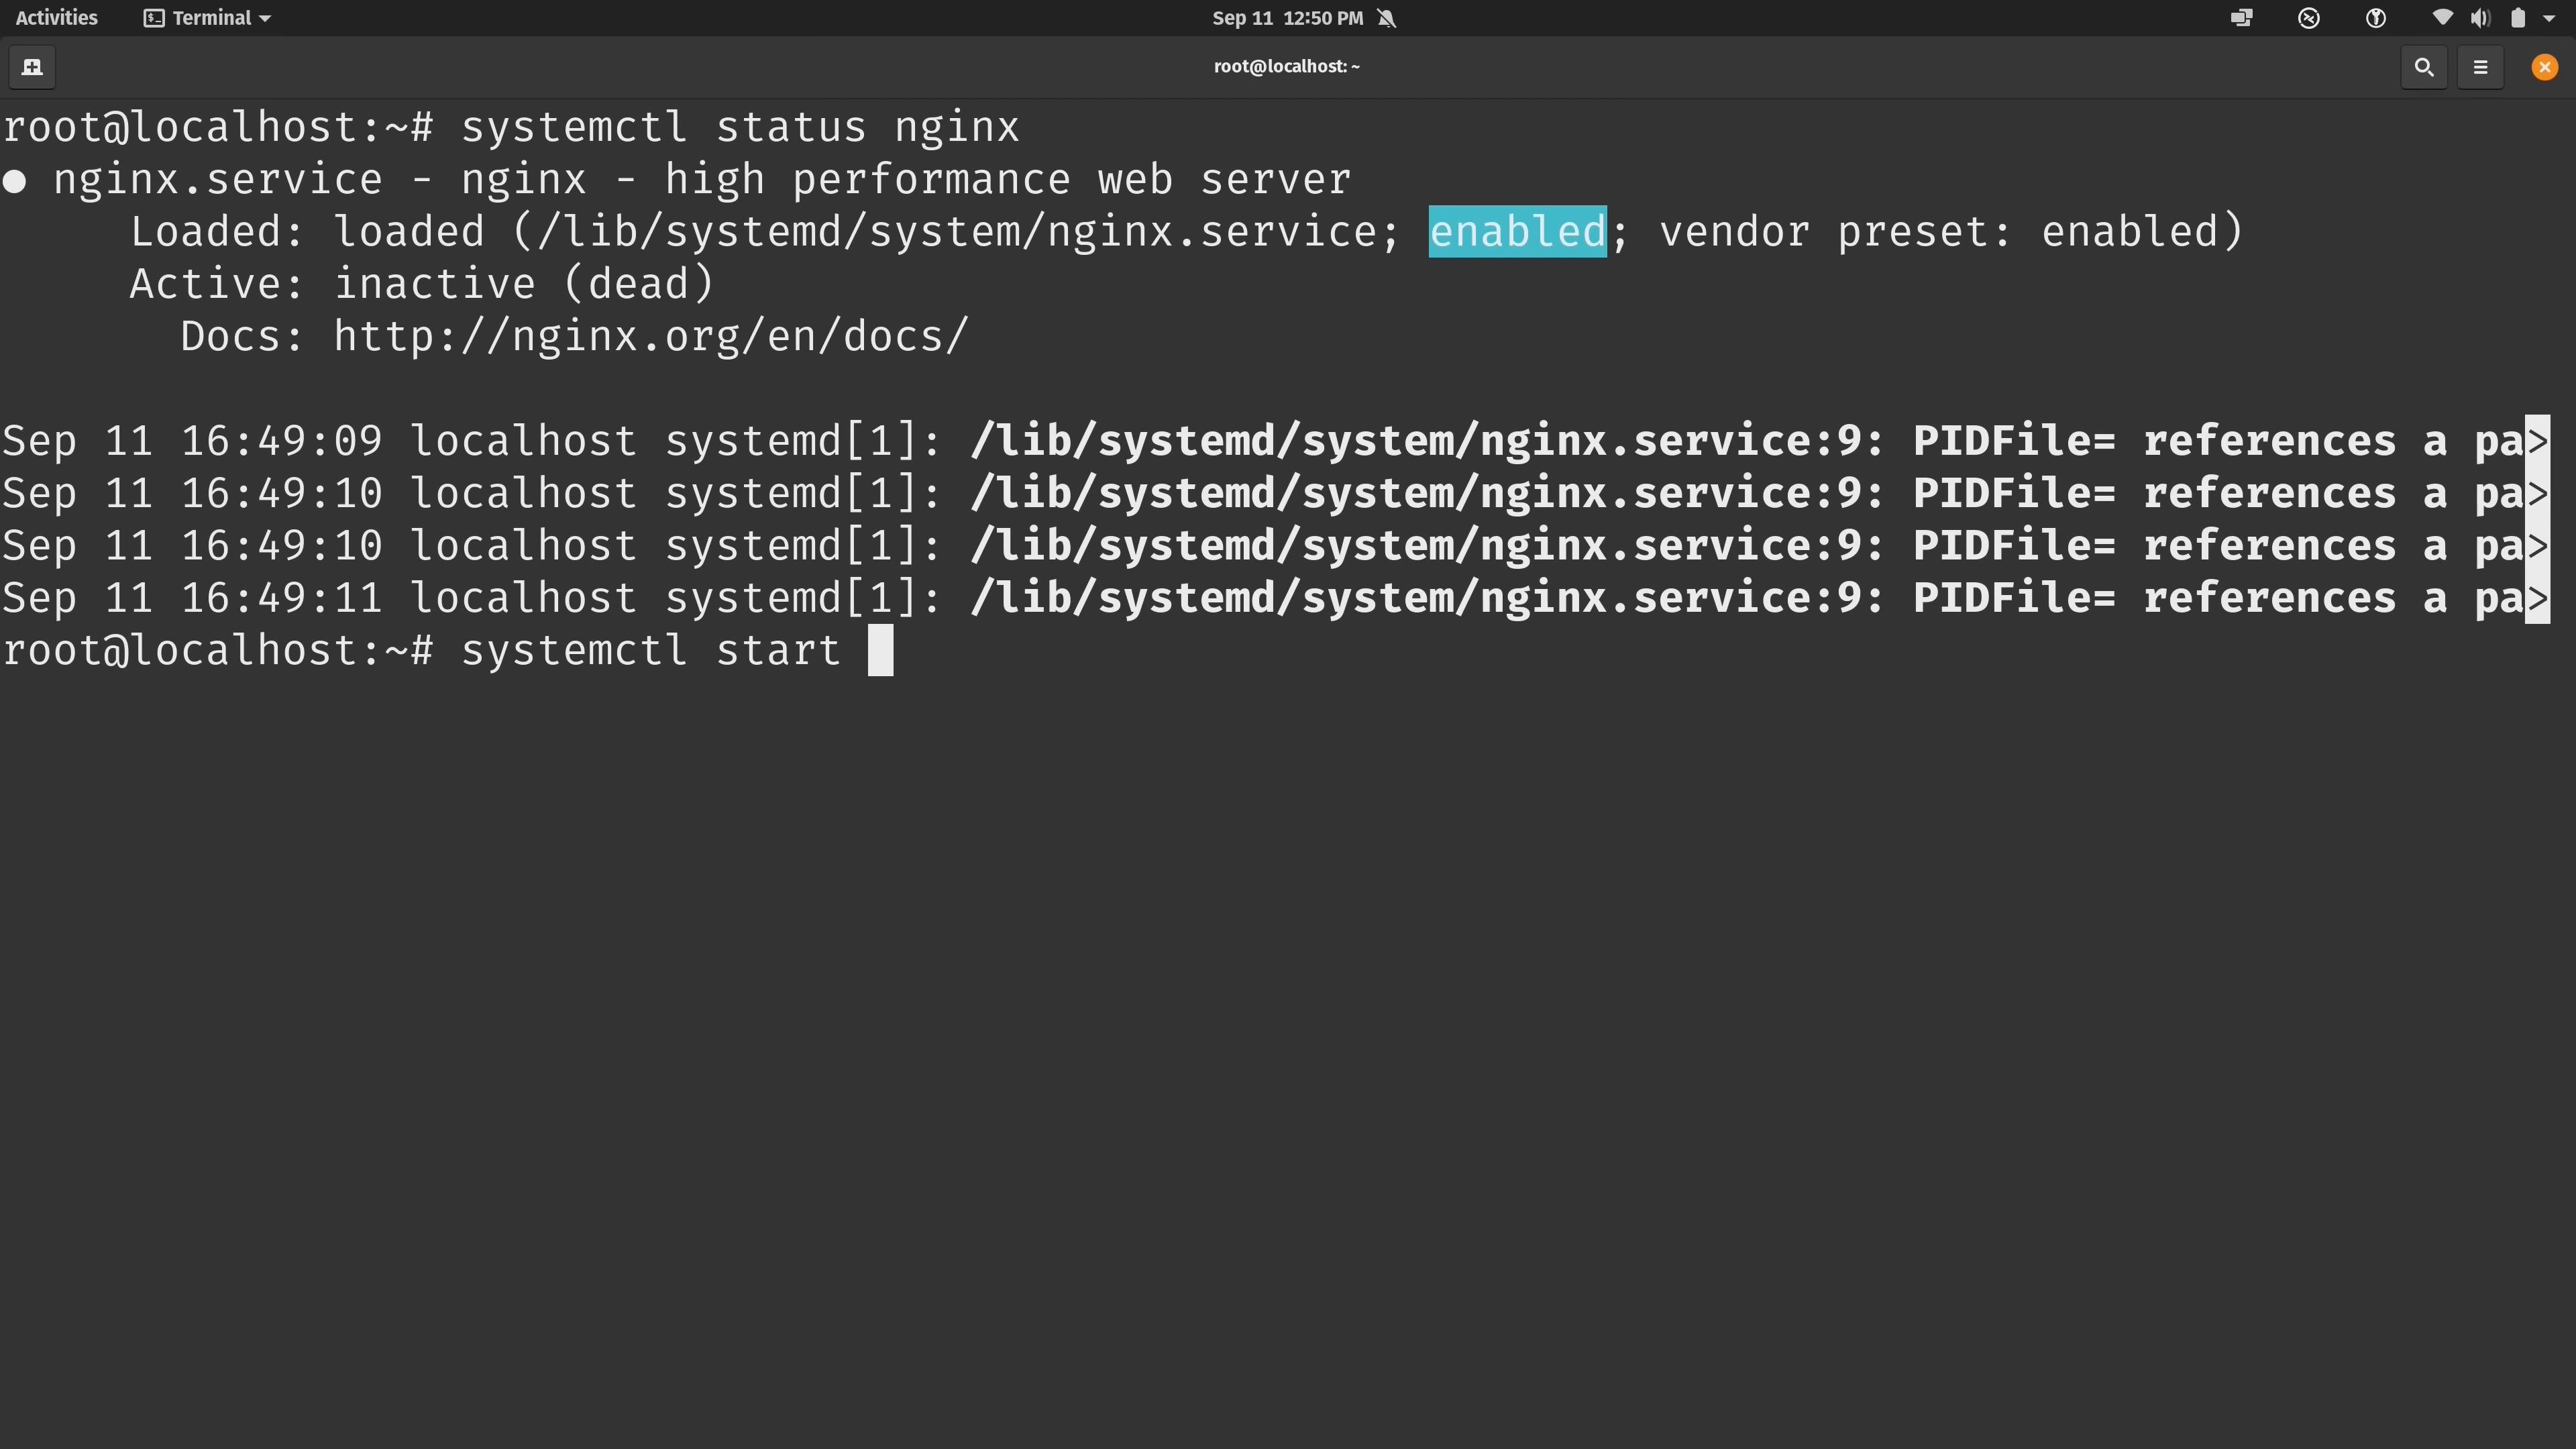 Activities Terminal Sep 11 12:50 PM
root@localhost: ~
root@localhost:~# systemctl status nginx
● nginx.service - nginx - high performance web server
     Loaded: loaded (/lib/systemd/system/nginx.service; enabled; vendor preset: enabled)
     Active: inactive (dead)
       Docs: http://nginx.org/en/docs/
Sep 11 16:49:09 localhost systemd[1]: /lib/systemd/system/nginx.service:9: PIDFile= references a pa>
Sep 11 16:49:10 localhost systemd[1]: /lib/systemd/system/nginx.service:9: PIDFile= references a pa>
Sep 11 16:49:10 localhost systemd[1]: /lib/systemd/system/nginx.service:9: PIDFile= references a pa>
Sep 11 16:49:11 localhost systemd[1]: /lib/systemd/system/nginx.service:9: PIDFile= references a pa>
root@localhost:~# systemctl start